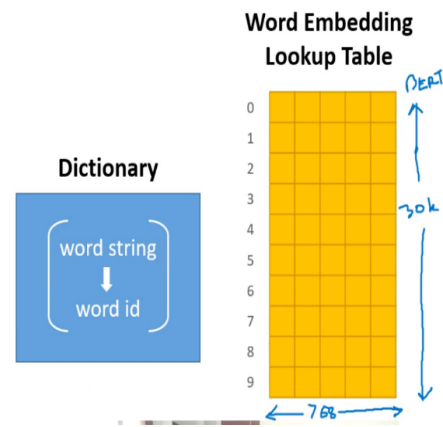 Word Embedding
Lookup Table
BERT
Dictionary
word string
word id
0
1
2
3
4
5
6
7
8
9
30k
768